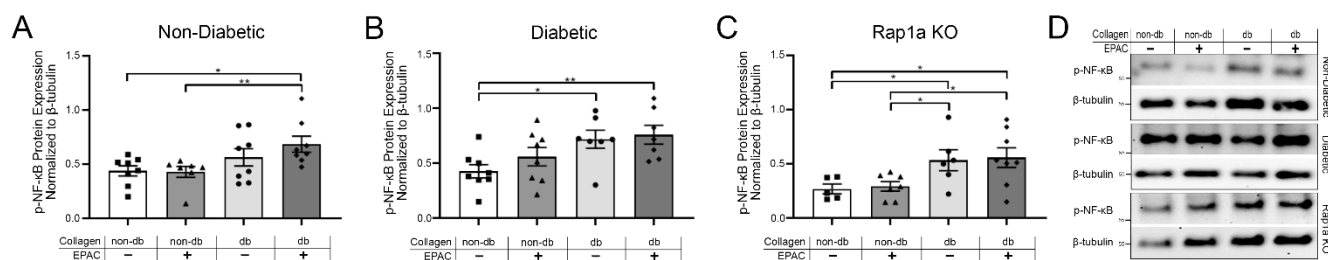 A
Non-Diabetic
p-NF-κB Protein Expression
Normalized to β-tubulin
1.5
1.0
0.5
0.0
*
**
Collagen non-db non-db db db
EPAC − + − +
B
Diabetic
p-NF-κB Protein Expression
Normalized to β-tubulin
1.5
1.0
0.5
0.0
**
*
Collagen non-db non-db db db
EPAC − + − +
C
Rap1a KO
p-NF-κB Protein Expression
Normalized to β-tubulin
1.5
1.0
0.5
0.0
*
*
*
*
Collagen non-db non-db db db
EPAC − + − +
D
Collagen non-db non-db db db
EPAC − + − +
p-NF-κB
50
β-tubulin
Non-Diabetic
p-NF-κB
β-tubulin
50
Diabetic
p-NF-κB
β-tubulin
50
Rap1a KO